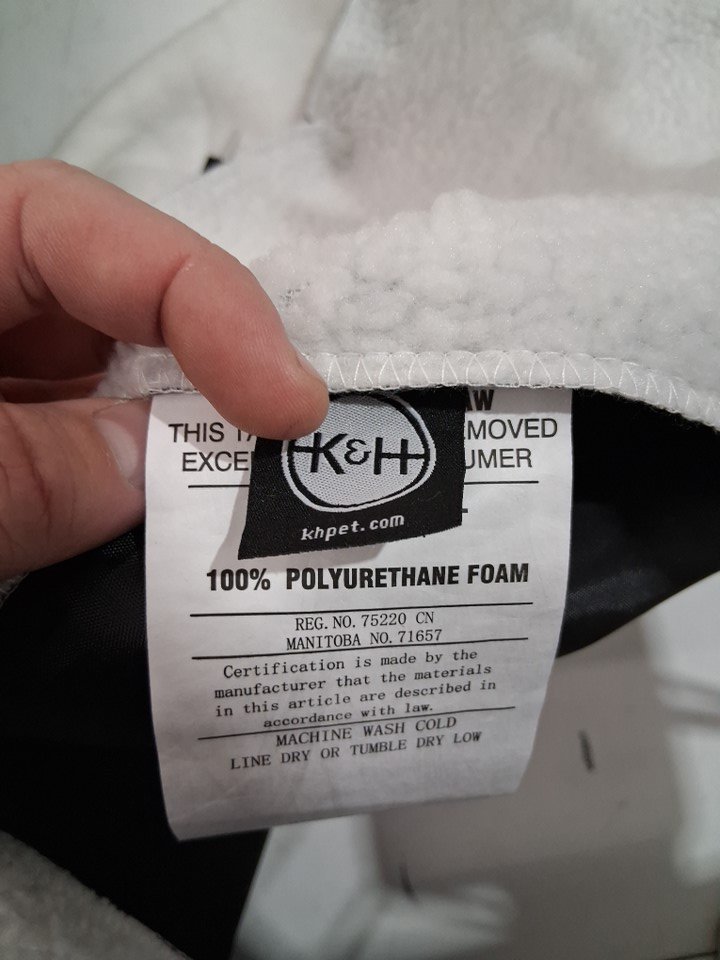 AW
THIS MOVED
EXCE UMER
K&H
khpet.com
100% POLYURETHANE FOAM
REG. NO. 75220 CN
MANITOBA NO. 71657
Certification is made by the
manufacturer that the materials
in this article are described in
accordance with law.
MACHINE WASH COLD
LINE DRY OR TUMBLE DRY LOW